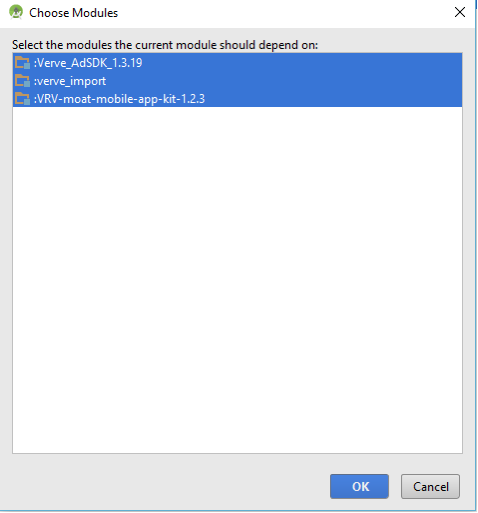 Choose Modules
Select the modules the current module should depend on:
:Verve_AdSDK_1.3.19
:verve_import
:VRV-moat-mobile-app-kit-1.2.3
OK
Cancel